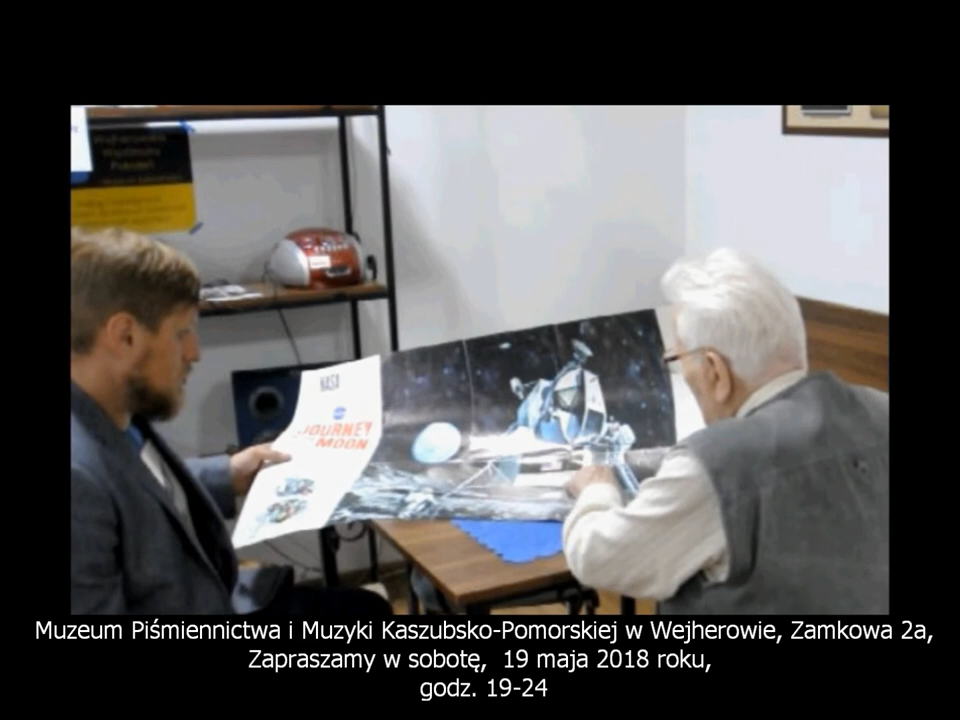 NASA
JOURNEY
MOON
Muzeum Piśmiennictwa i Muzyki Kaszubsko-Pomorskiej w Wejherowie, Zamkowa 2a,
Zapraszamy w sobotę, 19 maja 2018 roku,
godz. 19-24